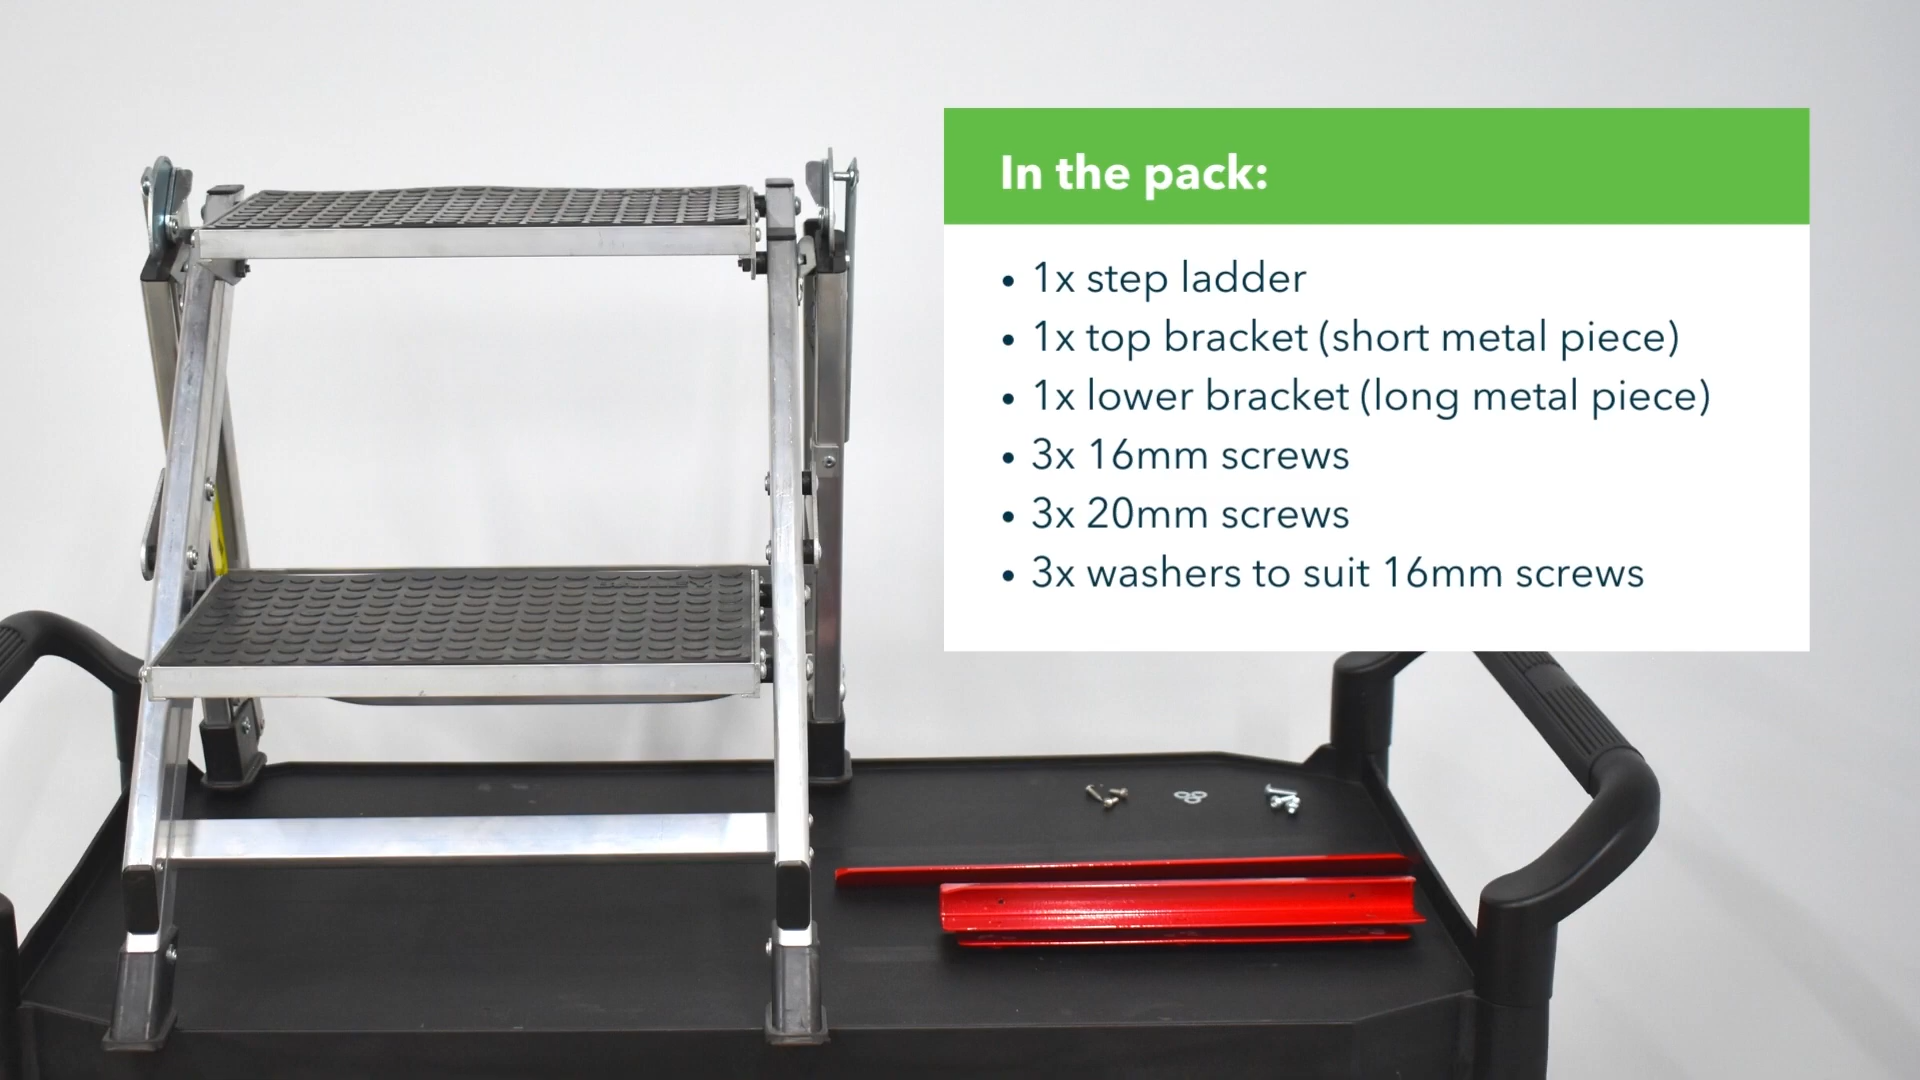 In the pack:
• 1x step ladder
• 1x top bracket (short metal piece)
• 1x lower bracket (long metal piece)
• 3x 16mm screws
• 3x 20mm screws
• 3x washers to suit 16mm screws